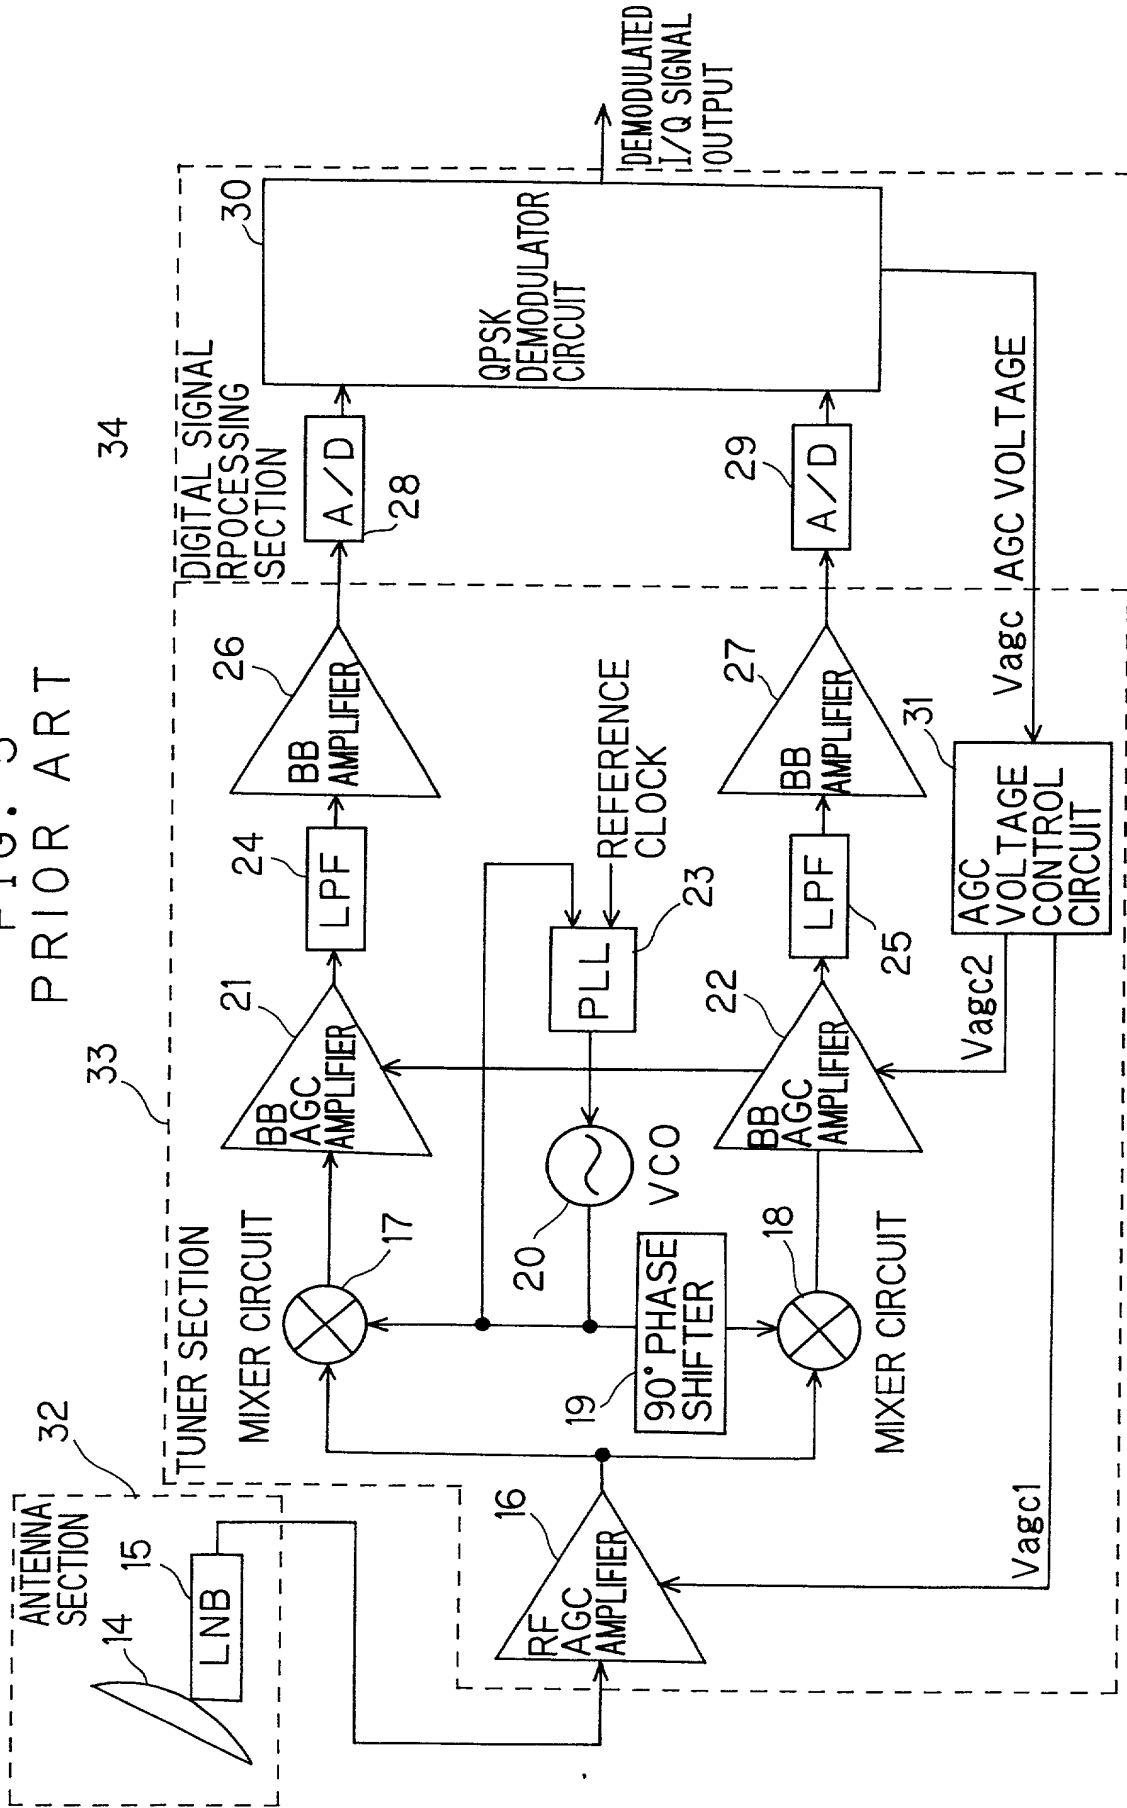 PRIOR ART
32
ANTENNA
SECTION
14
15
LNB
33
TUNER SECTION
MIXER CIRCUIT
17
16
RF
AGC
AMPLIFIER
19
90° PHASE
SHIFTER
20
VCO
18
MIXER CIRCUIT
21
BB
AGC
AMPLIFIER
22
BB
AGC
AMPLIFIER
PLL
23
REFERENCE
CLOCK
24
LPF
LPF
25
26
BB
AMPLIFIER
27
BB
AMPLIFIER
Vagc1
Vagc2
31
AGC
VOLTAGE
CONTROL
CIRCUIT
Vagc AGC VOLTAGE
34
DIGITAL SIGNAL
RPOCESSING
SECTION
A/D
28
29
A/D
30
QPSK
DEMODULATOR
CIRCUIT
DEMODULATED
I/Q SIGNAL
OUTPUT